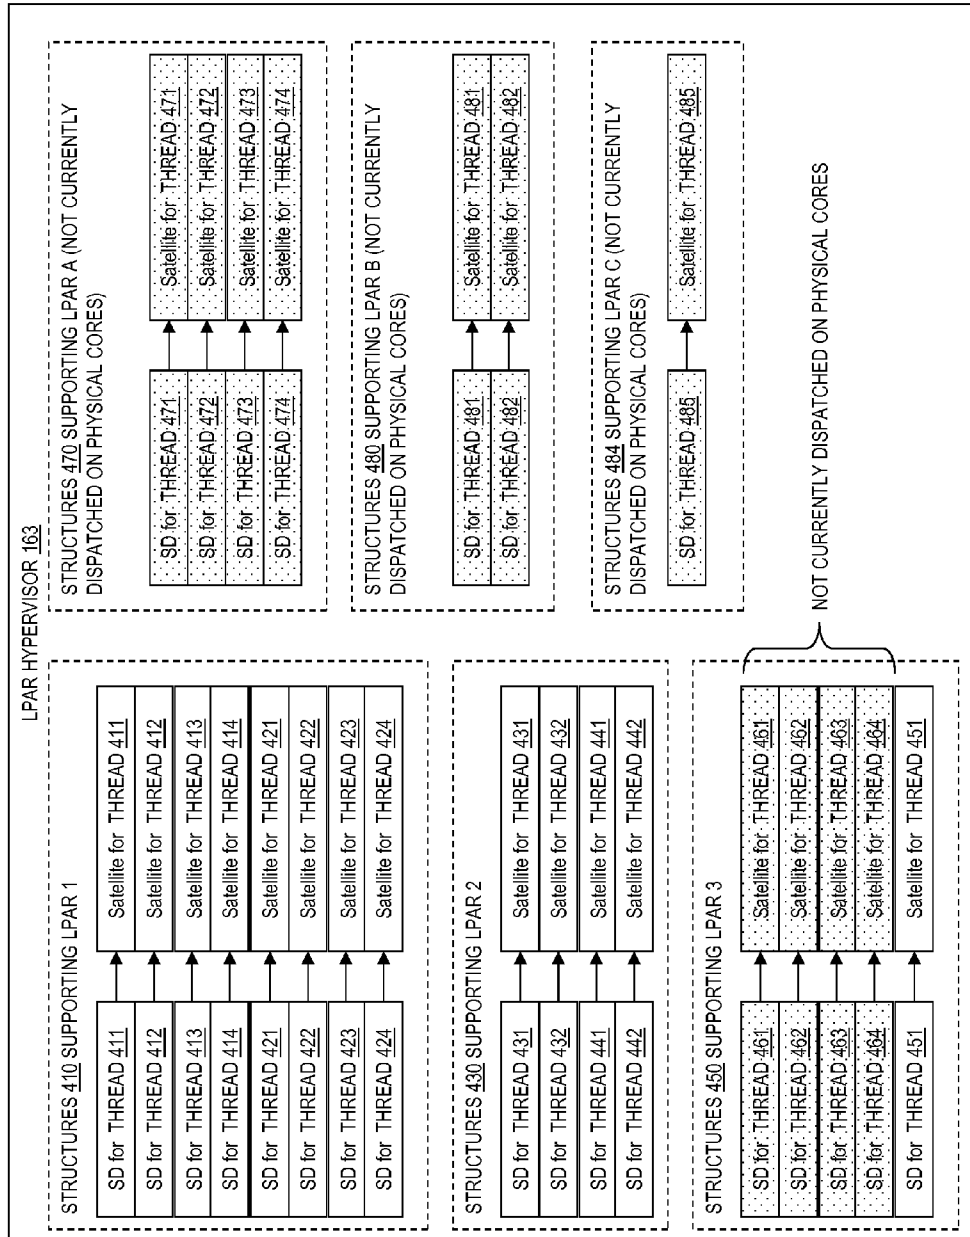 LPAR HYPERVISOR 163
STRUCTURES 410 SUPPORTING LPAR 1
SD for THREAD 411
Satellite for THREAD 411
SD for THREAD 412
Satellite for THREAD 412
SD for THREAD 413
Satellite for THREAD 413
SD for THREAD 414
Satellite for THREAD 414
SD for THREAD 421
Satellite for THREAD 421
SD for THREAD 422
Satellite for THREAD 422
SD for THREAD 423
Satellite for THREAD 423
SD for THREAD 424
Satellite for THREAD 424
STRUCTURES 430 SUPPORTING LPAR 2
SD for THREAD 431
Satellite for THREAD 431
SD for THREAD 432
Satellite for THREAD 432
SD for THREAD 441
Satellite for THREAD 441
SD for THREAD 442
Satellite for THREAD 442
STRUCTURES 450 SUPPORTING LPAR 3
SD for THREAD 461
Satellite for THREAD 461
SD for THREAD 462
Satellite for THREAD 462
SD for THREAD 463
Satellite for THREAD 463
SD for THREAD 464
Satellite for THREAD 464
SD for THREAD 451
Satellite for THREAD 451
NOT CURRENTLY DISPATCHED ON PHYSICAL CORES
STRUCTURES 470 SUPPORTING LPAR A (NOT CURRENTLY
DISPATCHED ON PHYSICAL CORES)
SD for THREAD 471
Satellite for THREAD 471
SD for THREAD 472
Satellite for THREAD 472
SD for THREAD 473
Satellite for THREAD 473
SD for THREAD 474
Satellite for THREAD 474
STRUCTURES 480 SUPPORTING LPAR B (NOT CURRENTLY
DISPATCHED ON PHYSICAL CORES)
SD for THREAD 481
Satellite for THREAD 481
SD for THREAD 482
Satellite for THREAD 482
STRUCTURES 484 SUPPORTING LPAR C (NOT CURRENTLY
DISPATCHED ON PHYSICAL CORES)
SD for THREAD 485
Satellite for THREAD 485